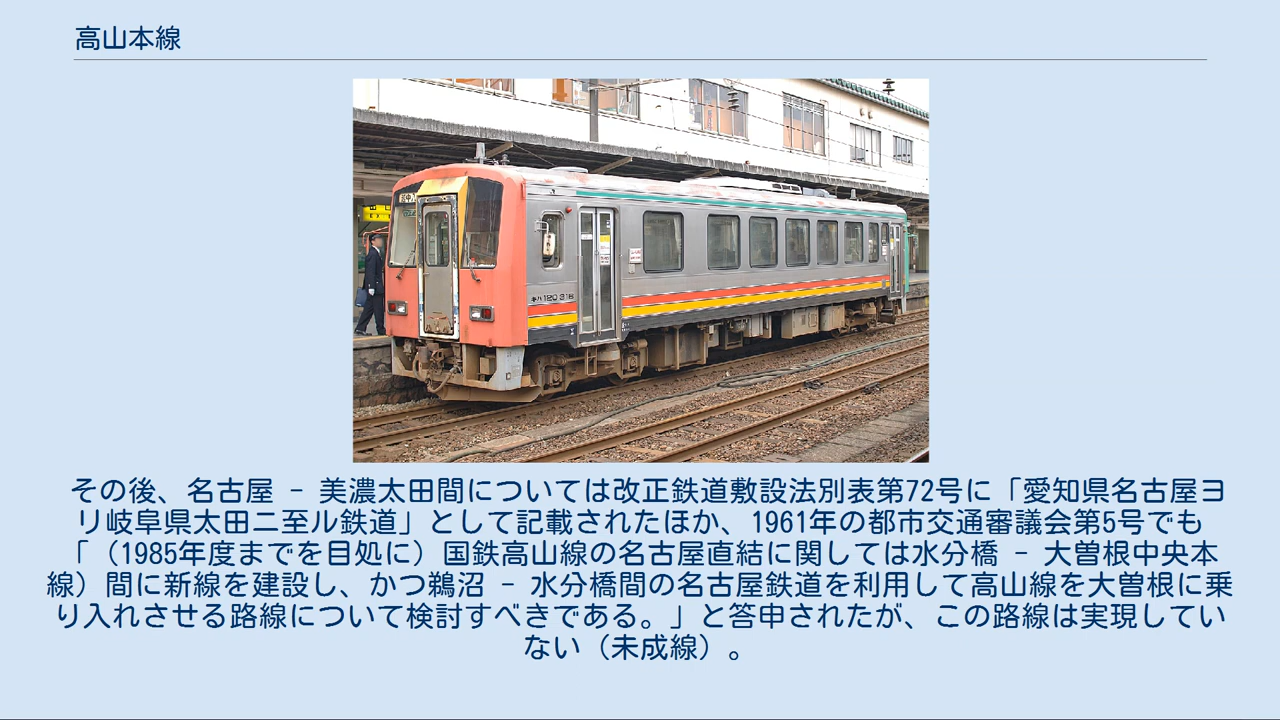 高山本線
キハ120 318
その後、名古屋 － 美濃太田間については改正鉄道敷設法別表第72号に「愛知県名古屋ヨ
リ岐阜県太田ニ至ル鉄道」として記載されたほか、1961年の都市交通審議会第5号でも
「（1985年度までを目処に）国鉄高山線の名古屋直結に関しては水分橋 － 大曽根中央本
線）間に新線を建設し、かつ鵜沼 － 水分橋間の名古屋鉄道を利用して高山線を大曽根に乗
り入れさせる路線について検討すべきである。」と答申されたが、この路線は実現してい
ない（未成線）。